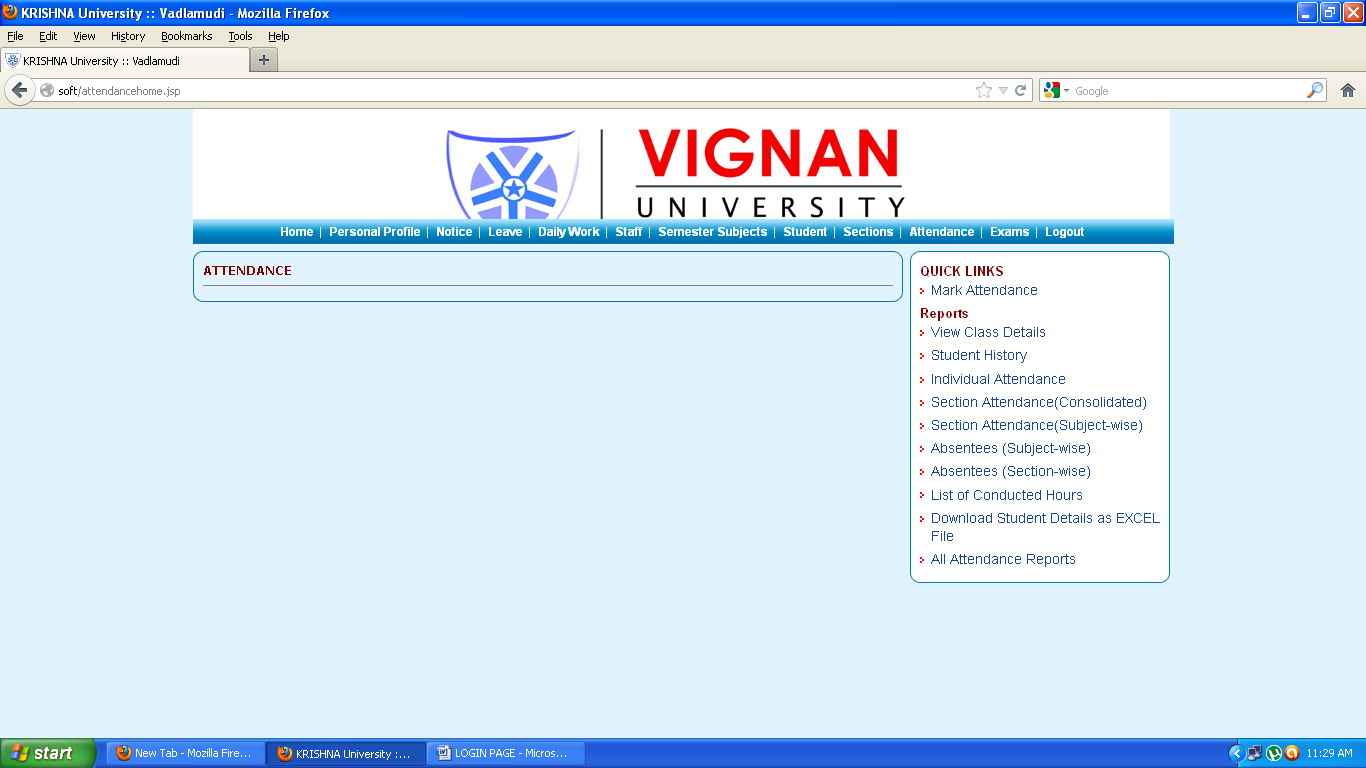 KRISHNA University :: Vadlamudi - Mozilla Firefox
File Edit View History Bookmarks Tools Help
KRISHNA University :: Vadlamudi
soft/attendancehome.jsp
Google
VIGNAN
UNIVERSITY
Home | Personal Profile | Notice | Leave | Daily Work | Staff | Semester Subjects | Student | Sections | Attendance | Exams | Logout
ATTENDANCE
QUICK LINKS
Mark Attendance
Reports
View Class Details
Student History
Individual Attendance
Section Attendance(Consolidated)
Section Attendance(Subject-wise)
Absentees (Subject-wise)
Absentees (Section-wise)
List of Conducted Hours
Download Student Details as EXCEL
File
All Attendance Reports
start
New Tab - Mozilla Fire...
KRISHNA University :...
LOGIN PAGE - Micros...
11:29 AM